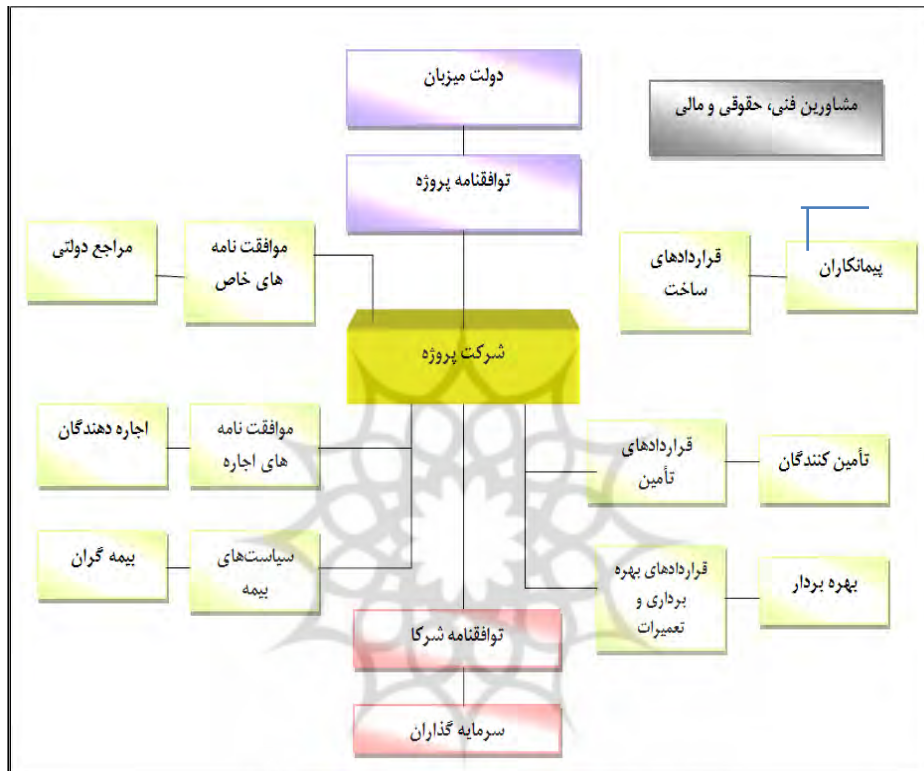 دولت میزبان
مشاورین فنی، حقوقی و مالی
توافقنامه پروژه
پیمانکاران
قراردادهای
ساخت
موافقت نامه
های خاص
مراجع دولتی
شرکت پروژه
تأمین کنندگان
قراردادهای
تأمین
موافقت نامه
های اجاره
اجاره دهندگان
بهره بردار
قراردادهای بهره
برداری و
تعمیرات
سیاست‌های
بیمه
بیمه گران
توافقنامه شرکا
سرمایه گذاران